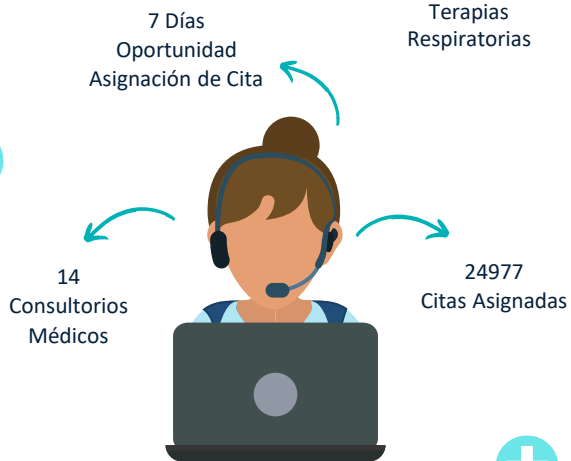 7 Días
Oportunidad
Asignación de Cita
Terapias
Respiratorias
14
Consultorios
Médicos
24977
Citas Asignadas